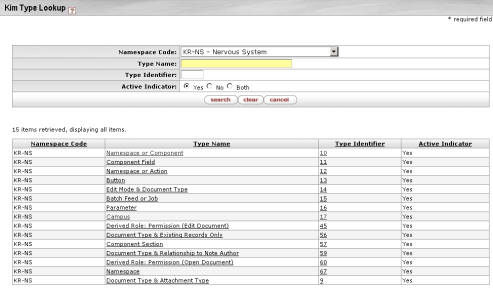 Kim Type Lookup ?
* required field
Namespace Code: KR-NS - Nervous System
Type Name:
Type Identifier:
Active Indicator: Yes No Both
search clear cancel
15 items retrieved, displaying all items.
Namespace Code Type Name Type Identifier Active Indicator
KR-NS Namespace or Component 10 Yes
KR-NS Component Field 11 Yes
KR-NS Namespace or Action 12 Yes
KR-NS Button 13 Yes
KR-NS Edit Mode & Document Type 14 Yes
KR-NS Batch Feed or Job 15 Yes
KR-NS Parameter 16 Yes
KR-NS Campus 17 Yes
KR-NS Derived Role: Permission (Edit Document) 45 Yes
KR-NS Document Type & Existing Records Only 56 Yes
KR-NS Component Section 57 Yes
KR-NS Document Type & Relationship to Note Author 59 Yes
KR-NS Derived Role: Permission (Open Document) 60 Yes
KR-NS Namespace 67 Yes
KR-NS Document Type & Attachment Type 9 Yes